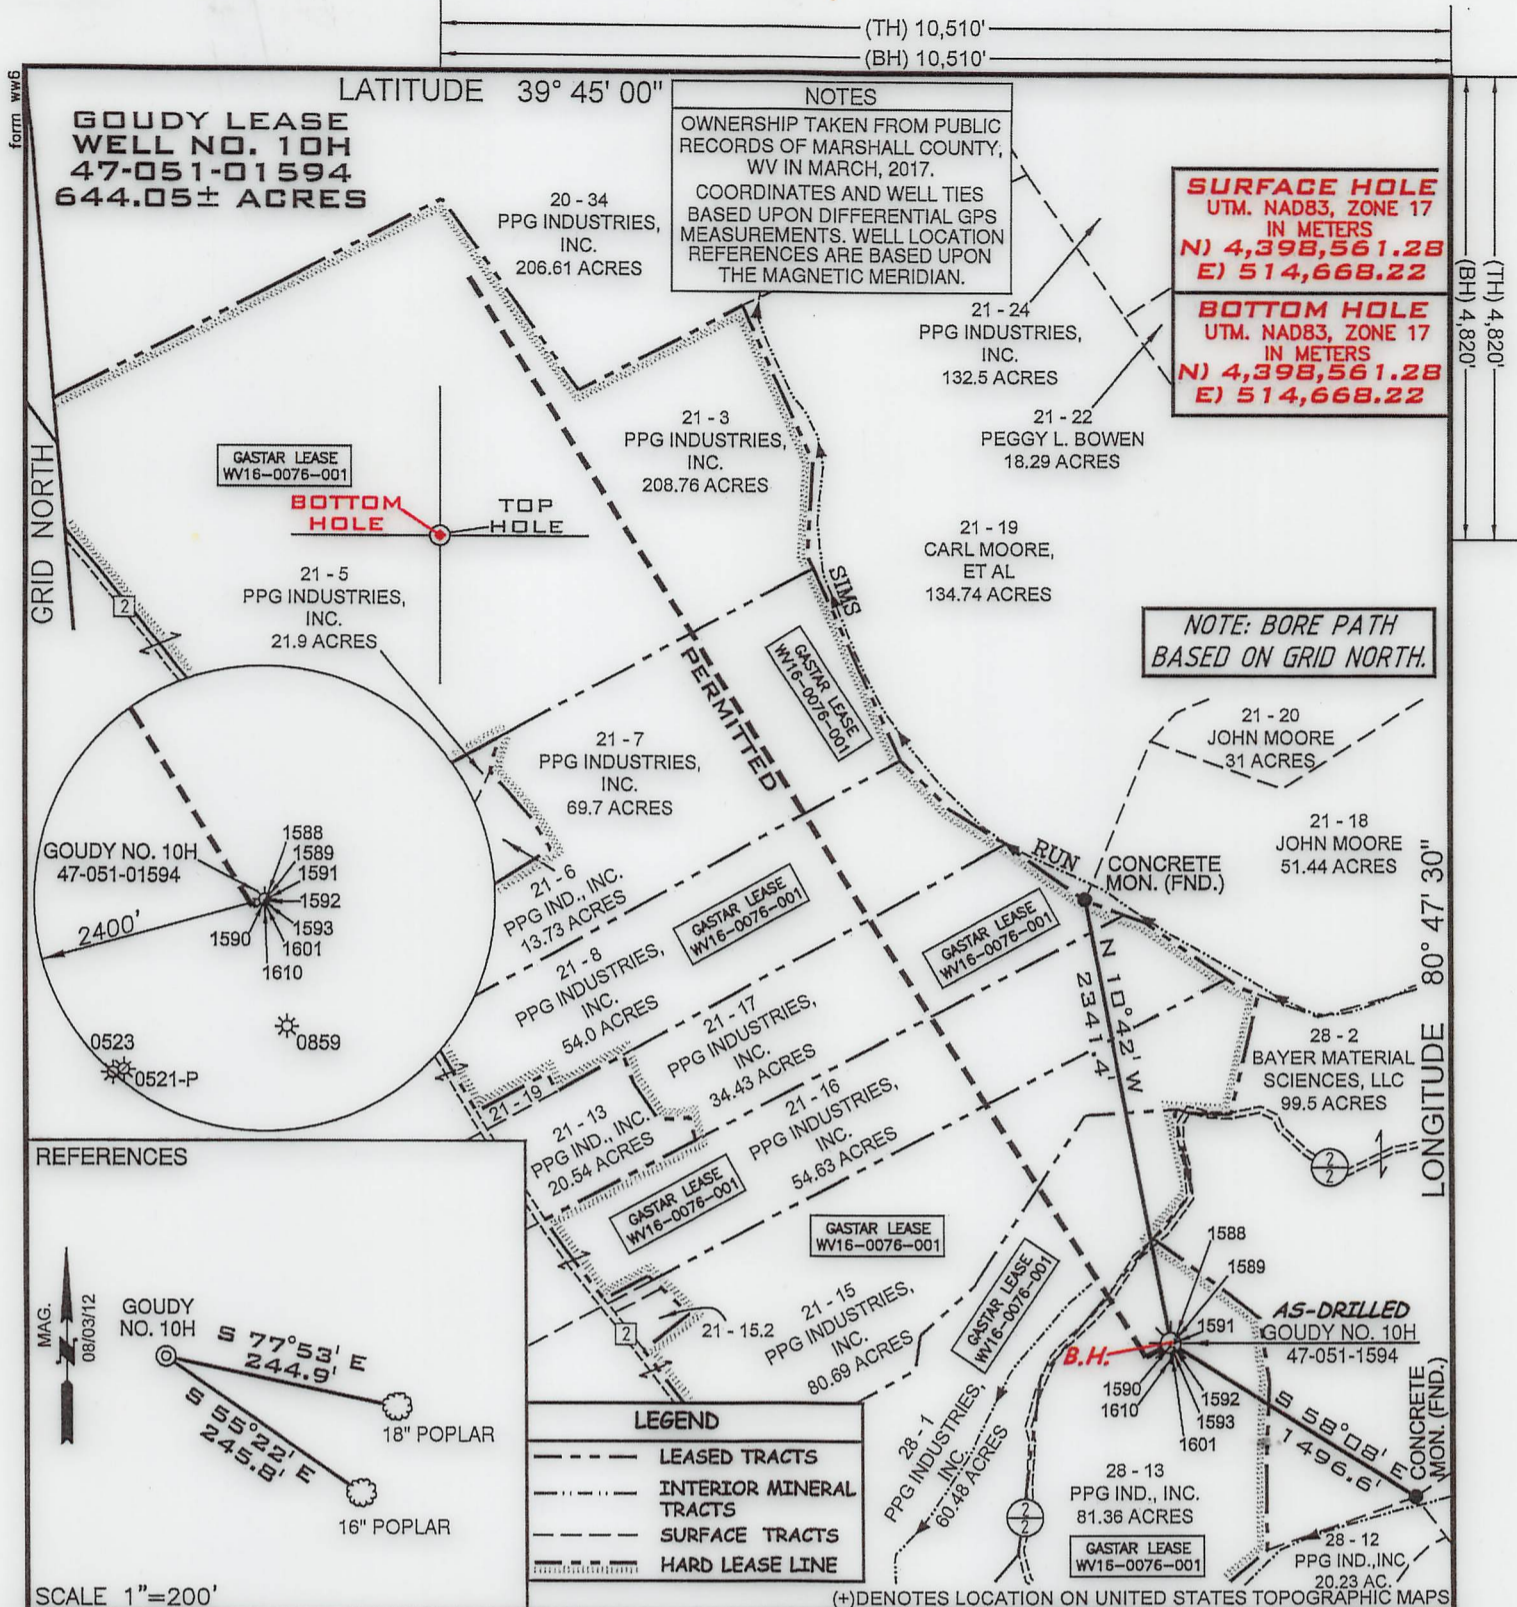 (TH) 10,510'
(BH) 10,510'
form ww6
LATITUDE 39° 45' 00"
GOUDY LEASE
WELL NO. 10H
47-051-01594
644.05± ACRES
NOTES
OWNERSHIP TAKEN FROM PUBLIC
RECORDS OF MARSHALL COUNTY,
WV IN MARCH, 2017.
COORDINATES AND WELL TIES
BASED UPON DIFFERENTIAL GPS
MEASUREMENTS. WELL LOCATION
REFERENCES ARE BASED UPON
THE MAGNETIC MERIDIAN.
SURFACE HOLE
UTM. NAD83, ZONE 17
IN METERS
N) 4,398,561.28
E) 514,668.22
BOTTOM HOLE
UTM. NAD83, ZONE 17
IN METERS
N) 4,398,561.28
E) 514,668.22
(TH) 4,820'
(BH) 4,820'
20 - 34
PPG INDUSTRIES,
INC.
206.61 ACRES
21 - 24
PPG INDUSTRIES,
INC.
132.5 ACRES
21 - 22
PEGGY L. BOWEN
18.29 ACRES
21 - 3
PPG INDUSTRIES,
INC.
208.76 ACRES
GASTAR LEASE
WV16-0076-001
BOTTOM
HOLE
TOP
HOLE
GRID NORTH
21 - 19
CARL MOORE,
ET AL
134.74 ACRES
21 - 5
PPG INDUSTRIES,
INC.
21.9 ACRES
2
SIMS
NOTE: BORE PATH
BASED ON GRID NORTH.
PERMITTED
GASTAR LEASE
WV16-0076-001
21 - 20
JOHN MOORE
31 ACRES
21 - 7
PPG INDUSTRIES,
INC.
69.7 ACRES
21 - 18
JOHN MOORE
51.44 ACRES
RUN
CONCRETE
MON. (FND.)
GOUDY NO. 10H
47-051-01594
1588
1589
1591
1592
1593
1601
1610
1590
2400'
0859
0523
0521-P
21 - 6
PPG IND., INC.
13.73 ACRES
GASTAR LEASE
WV16-0076-001
GASTAR LEASE
WV16-0076-001
21 - 8
PPG INDUSTRIES,
INC.
54.0 ACRES
N 10°42' W
2341.4'
21 - 17
PPG INDUSTRIES,
INC.
34.43 ACRES
28 - 2
BAYER MATERIAL
SCIENCES, LLC
99.5 ACRES
LONGITUDE 80° 47' 30"
21 - 19
21 - 13
PPG IND., INC.
20.54 ACRES
21 - 16
PPG INDUSTRIES,
INC.
54.63 ACRES
2
2
GASTAR LEASE
WV16-0076-001
GASTAR LEASE
WV16-0076-001
GASTAR LEASE
WV16-0076-001
21 - 15
PPG INDUSTRIES,
INC.
80.69 ACRES
2
21 - 15.2
1588
1589
1591
AS-DRILLED
GOUDY NO. 10H
47-051-1594
B.H.
1590
1610
1592
1593
1601
S 58°08' E
1496.6'
CONCRETE
MON. (FND.)
28 - 1
PPG INDUSTRIES,
INC.
60.48 ACRES
2
2
28 - 13
PPG IND., INC.
81.36 ACRES
GASTAR LEASE
WV16-0076-001
28 - 12
PPG IND.,INC
20.23 AC.
REFERENCES
MAG.
N
08/03/12
GOUDY
NO. 10H
S 77°53' E
244.9'
S 55°22' E
245.8'
18" POPLAR
16" POPLAR
SCALE 1"=200'
LEGEND
LEASED TRACTS
INTERIOR MINERAL
TRACTS
SURFACE TRACTS
HARD LEASE LINE
(+)DENOTES LOCATION ON UNITED STATES TOPOGRAPHIC MAPS